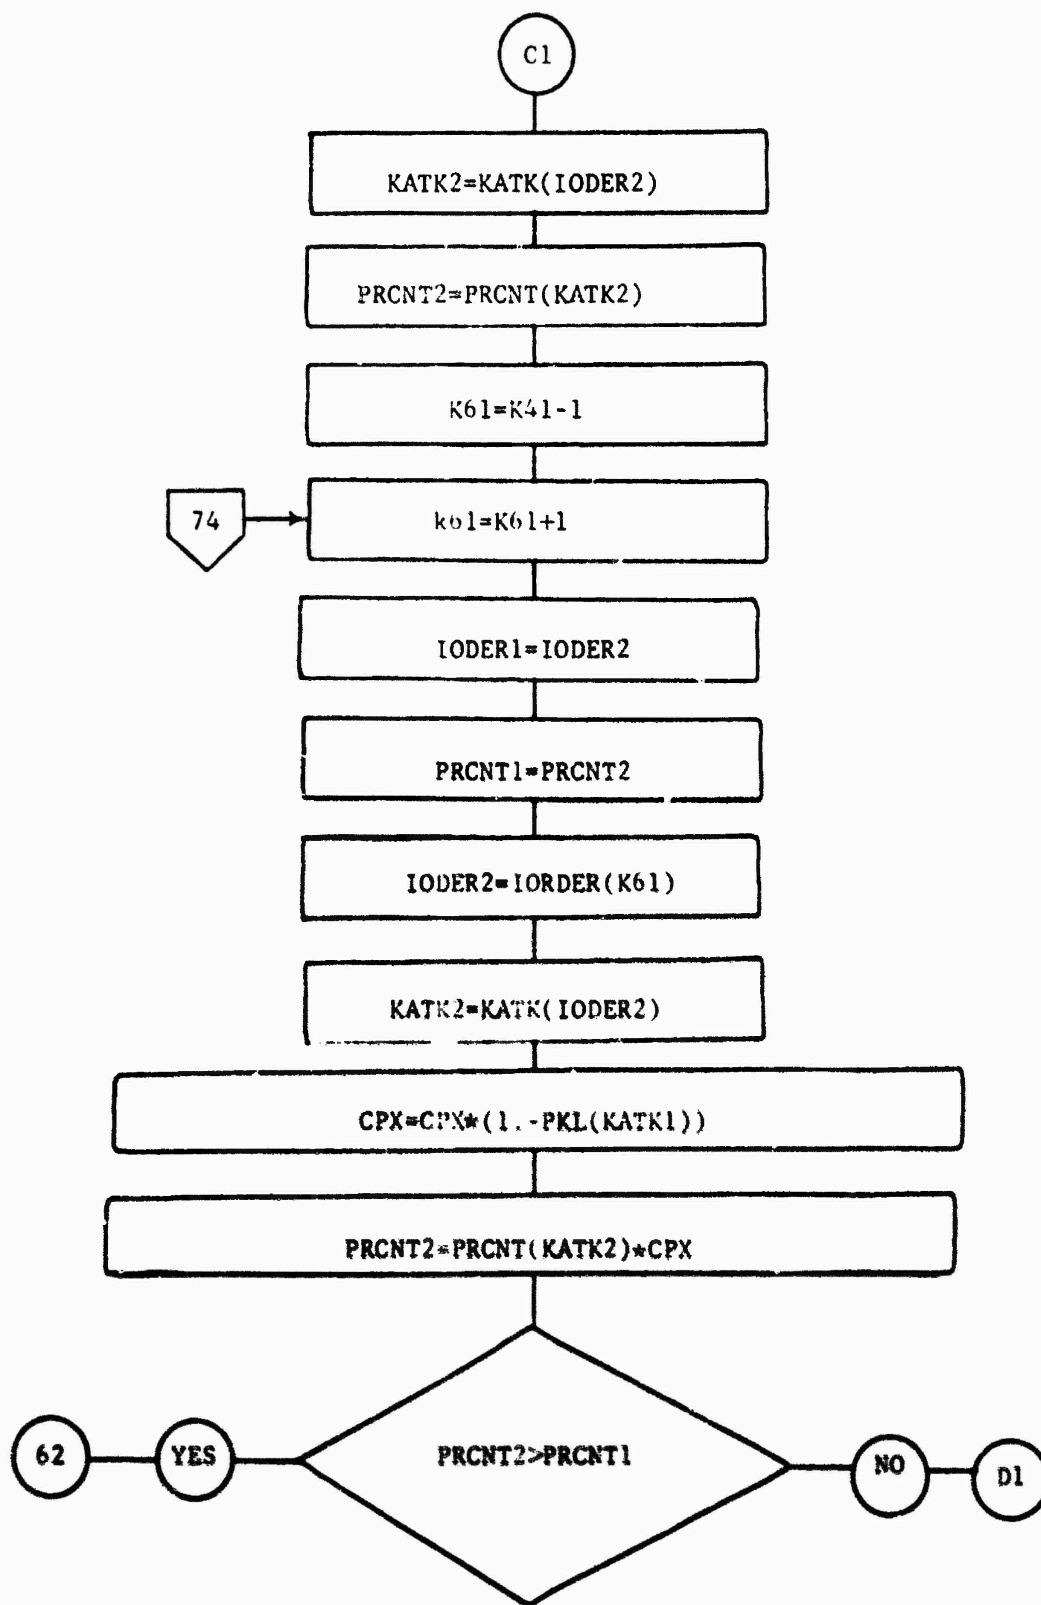 C1
KATK2=KATK(IODER2)
PRCNT2=PRCNT(KATK2)
K61=K41-1
74
k61=K61+1
IODER1=IODER2
PRCNT1=PRCNT2
IODER2=IORDER(K61)
KATK2=KATK(IODER2)
CPX=CPX*(1.-PKL(KATK1))
PRCNT2=PRCNT(KATK2)*CPX
62
YES
PRCNT2>PRCNT1
NO
D1